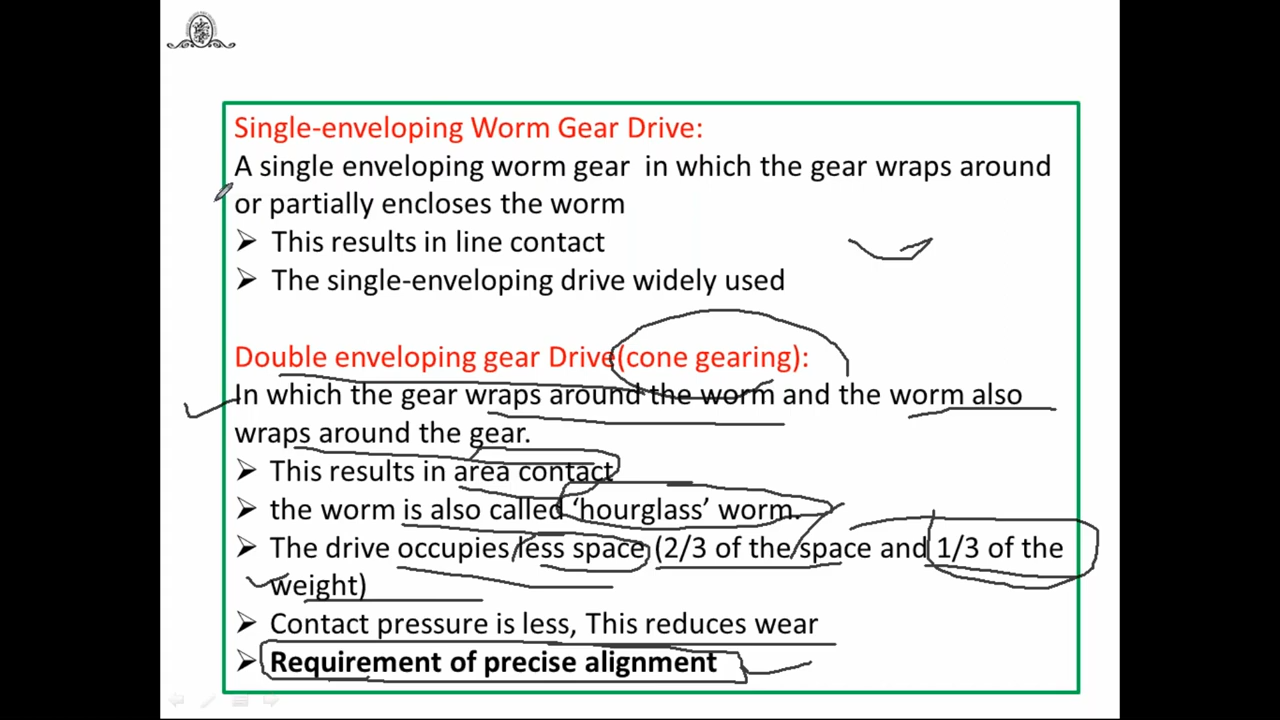 Single-enveloping Worm Gear Drive:
A single enveloping worm gear in which the gear wraps around
or partially encloses the worm
➢ This results in line contact
➢ The single-enveloping drive widely used
Double enveloping gear Drive(cone gearing):
In which the gear wraps around the worm and the worm also
wraps around the gear.
➢ This results in area contact
➢ the worm is also called ‘hourglass’ worm.
➢ The drive occupies less space (2/3 of the space and 1/3 of the
weight)
➢ Contact pressure is less, This reduces wear
➢ Requirement of precise alignment